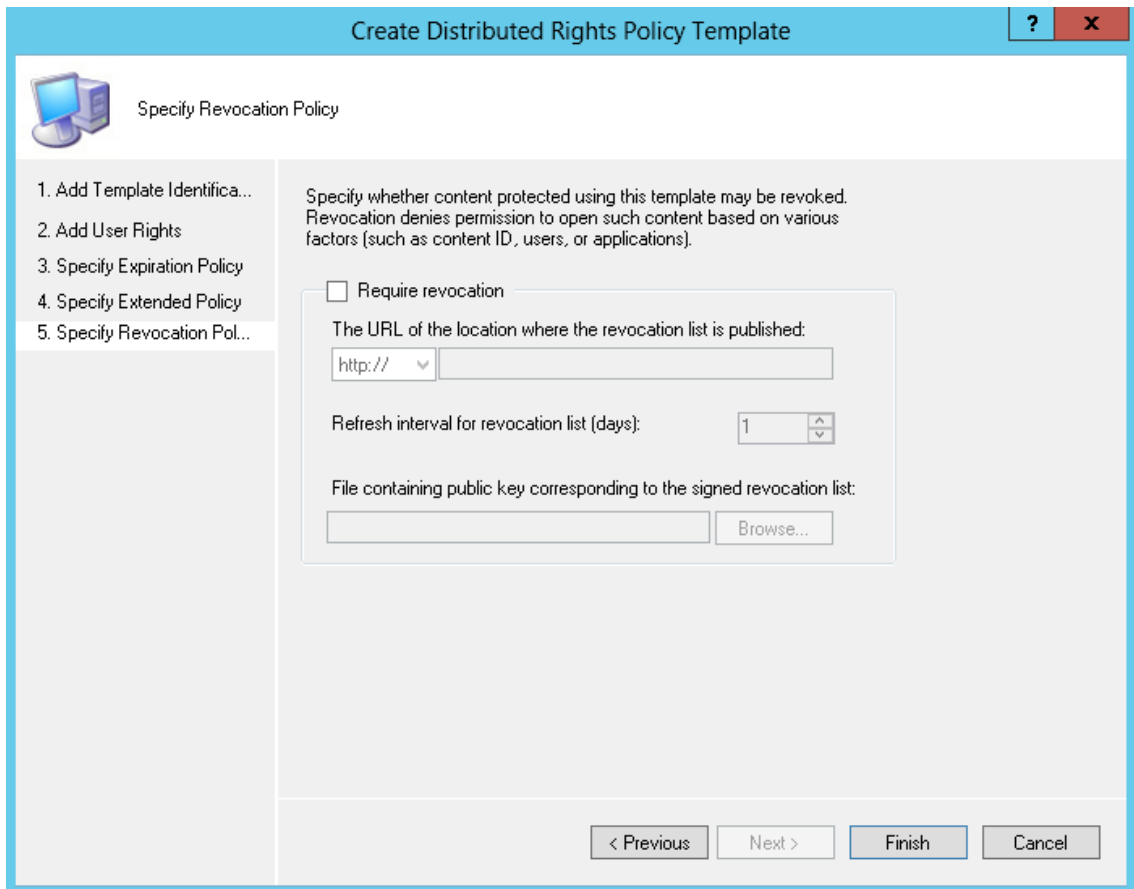 Create Distributed Rights Policy Template
?
x
Specify Revocation Policy
1. Add Template Identifica...
2. Add User Rights
3. Specify Expiration Policy
4. Specify Extended Policy
5. Specify Revocation Pol...
Specify whether content protected using this template may be revoked.
Revocation denies permission to open such content based on various
factors (such as content ID, users, or applications).
Require revocation
The URL of the location where the revocation list is published:
http://
Refresh interval for revocation list (days):
1
File containing public key corresponding to the signed revocation list:
Browse...
< Previous
Next >
Finish
Cancel